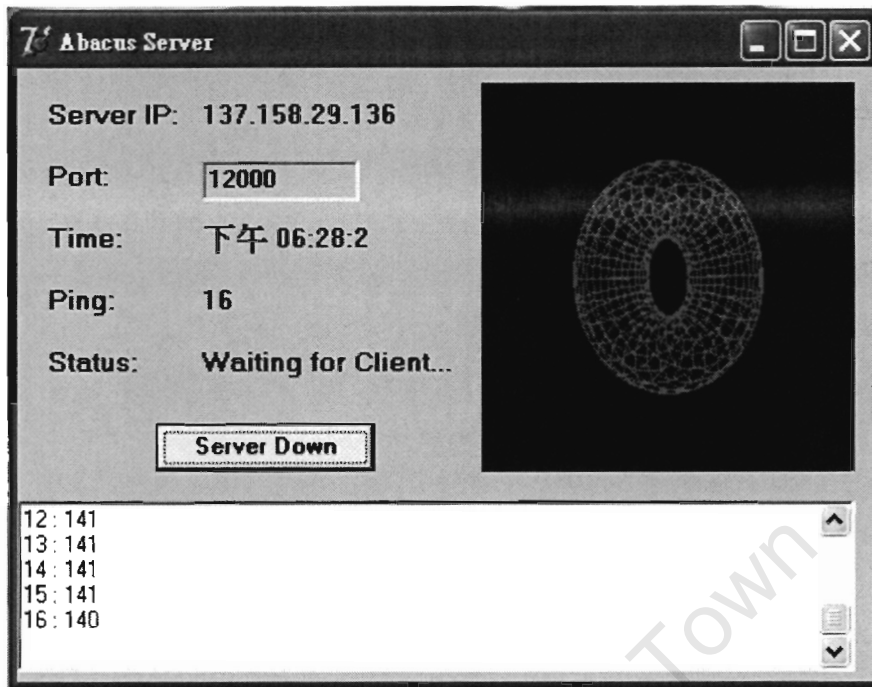 Abacus Server
Server IP: 137.158.29.136
Port: 12000
Time: 下午 06:28:2
Ping: 16
Status: Waiting for Client...
Server Down
12 : 141
13 : 141
14 : 141
15 : 141
16 : 140
Town